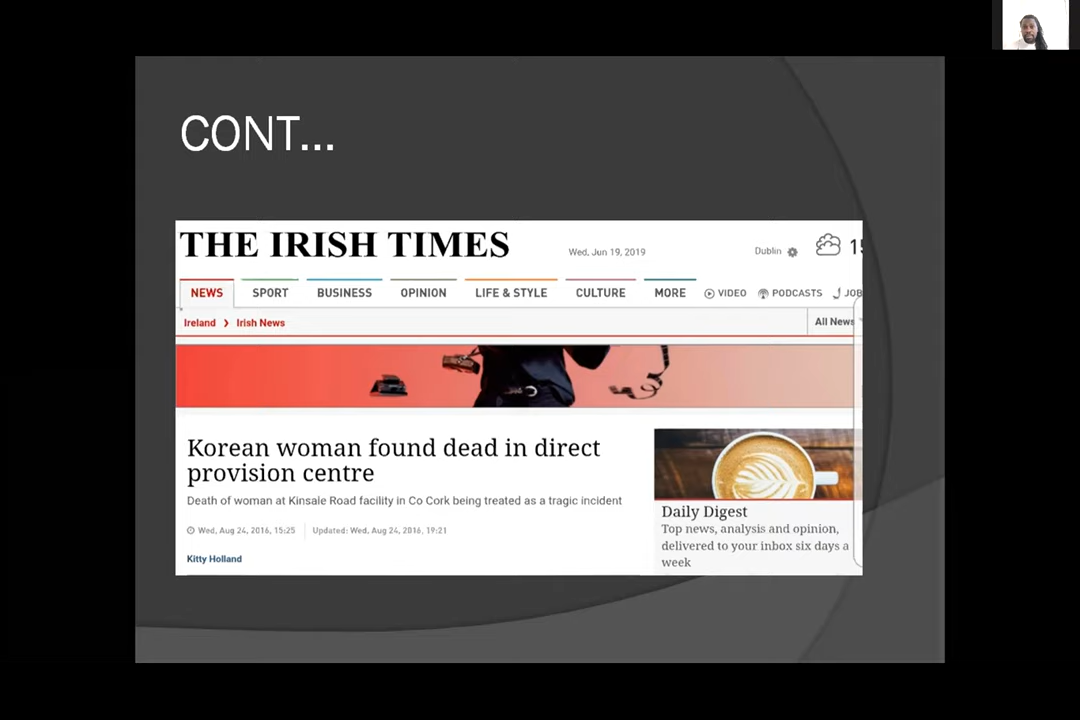 CONT...
THE IRISH TIMES
Wed, Jun 19, 2019
Dublin
NEWS SPORT BUSINESS OPINION LIFE & STYLE CULTURE MORE VIDEO PODCASTS JOB
Ireland > Irish News
All News
Korean woman found dead in direct
provision centre
Death of woman at Kinsale Road facility in Co Cork being treated as a tragic incident
Wed, Aug 24, 2016, 15:25 Updated: Wed, Aug 24, 2016, 19:21
Kitty Holland
Daily Digest
Top news, analysis and opinion,
delivered to your inbox six days a
week